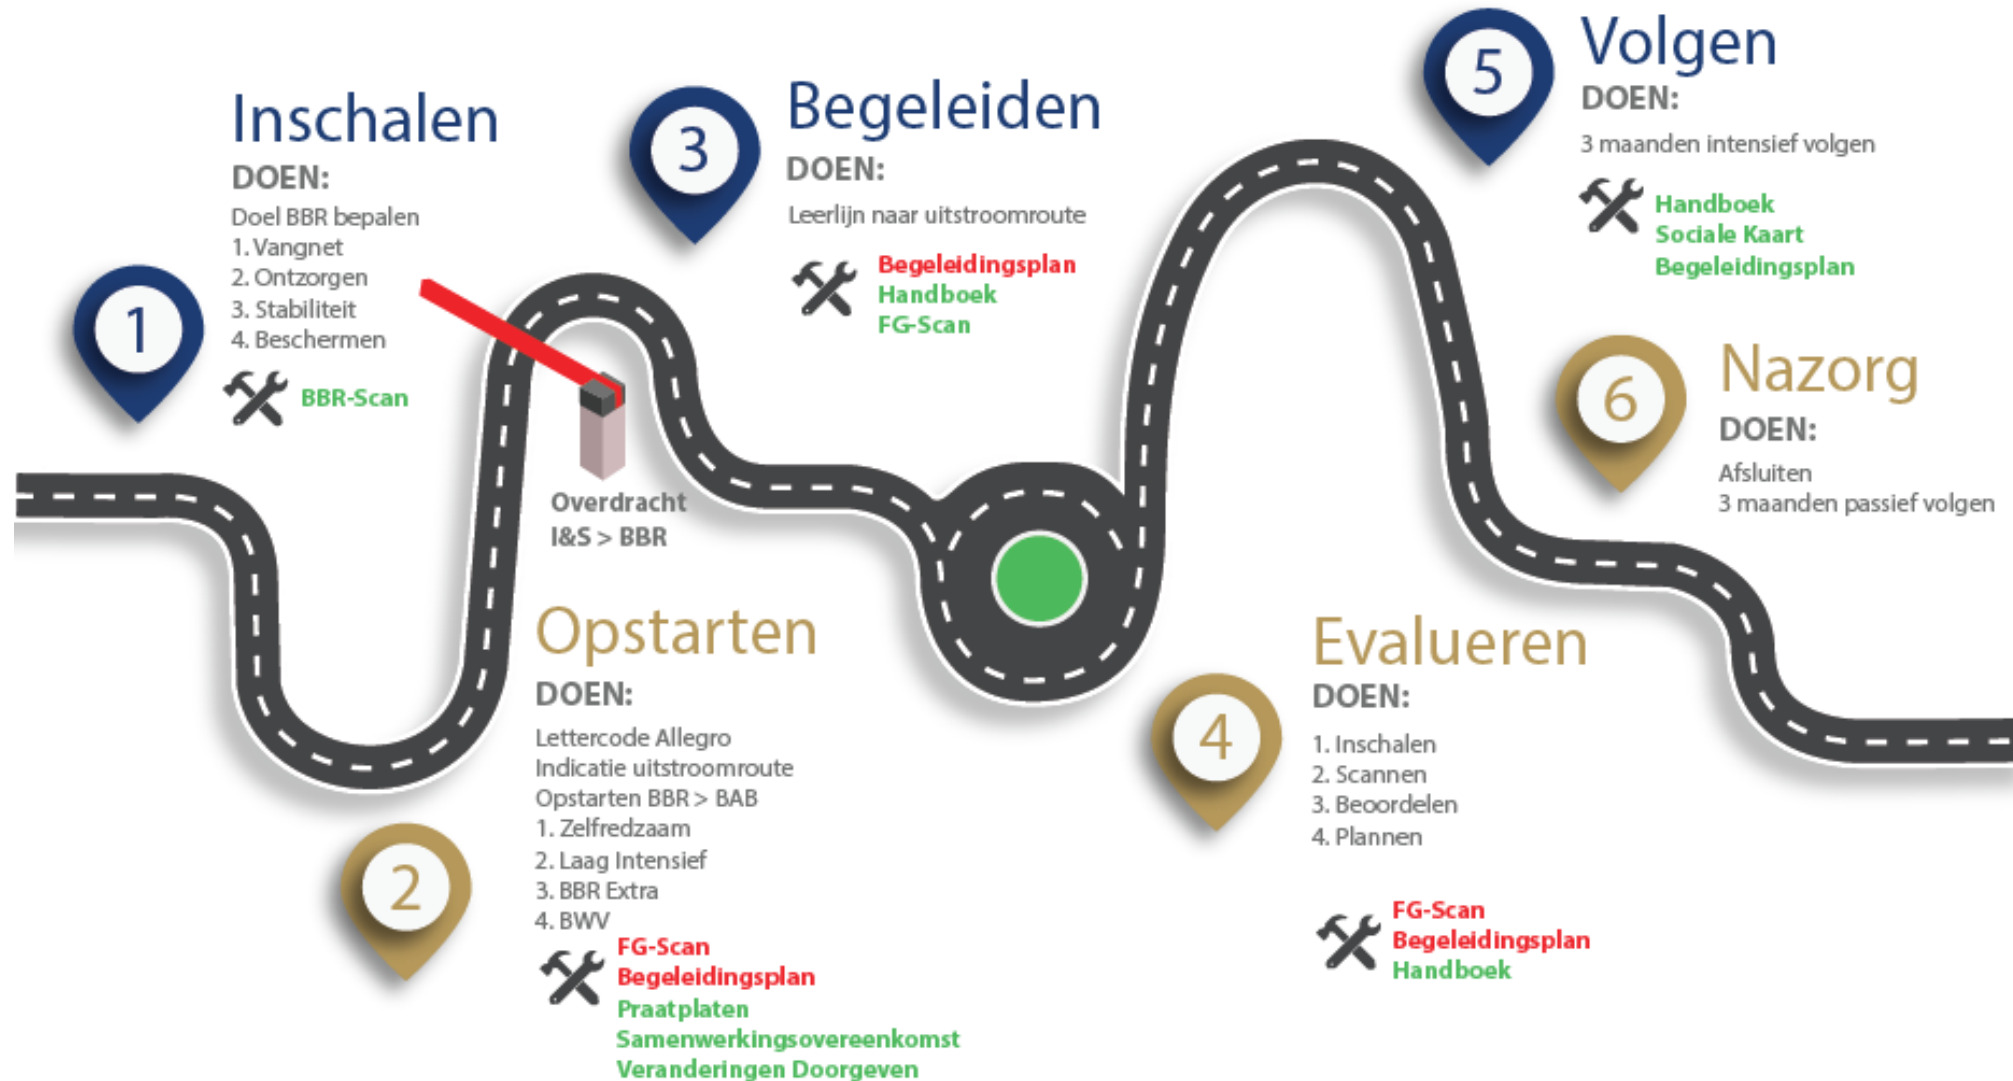 1
Inschalen
DOEN:
Doel BBR bepalen
1. Vangnet
2. Ontzorgen
3. Stabiliteit
4. Beschermen
BBR-Scan
Overdracht
I&S > BBR
2
Opstarten
DOEN:
Lettercode Allegro
Indicatie uitstroomroute
Opstarten BBR > BAB
1. Zelfredzaam
2. Laag Intensief
3. BBR Extra
4. BWV
FG-Scan
Begeleidingsplan
Praatplaten
Samenwerkingsovereenkomst
Veranderingen Doorgeven
3
Begeleiden
DOEN:
Leerlijn naar uitstroomroute
Begeleidingsplan
Handboek
FG-Scan
4
Evalueren
DOEN:
1. Inschalen
2. Scannen
3. Beoordelen
4. Plannen
FG-Scan
Begeleidingsplan
Handboek
5
Volgen
DOEN:
3 maanden intensief volgen
Handboek
Sociale Kaart
Begeleidingsplan
6
Nazorg
DOEN:
Afsluiten
3 maanden passief volgen